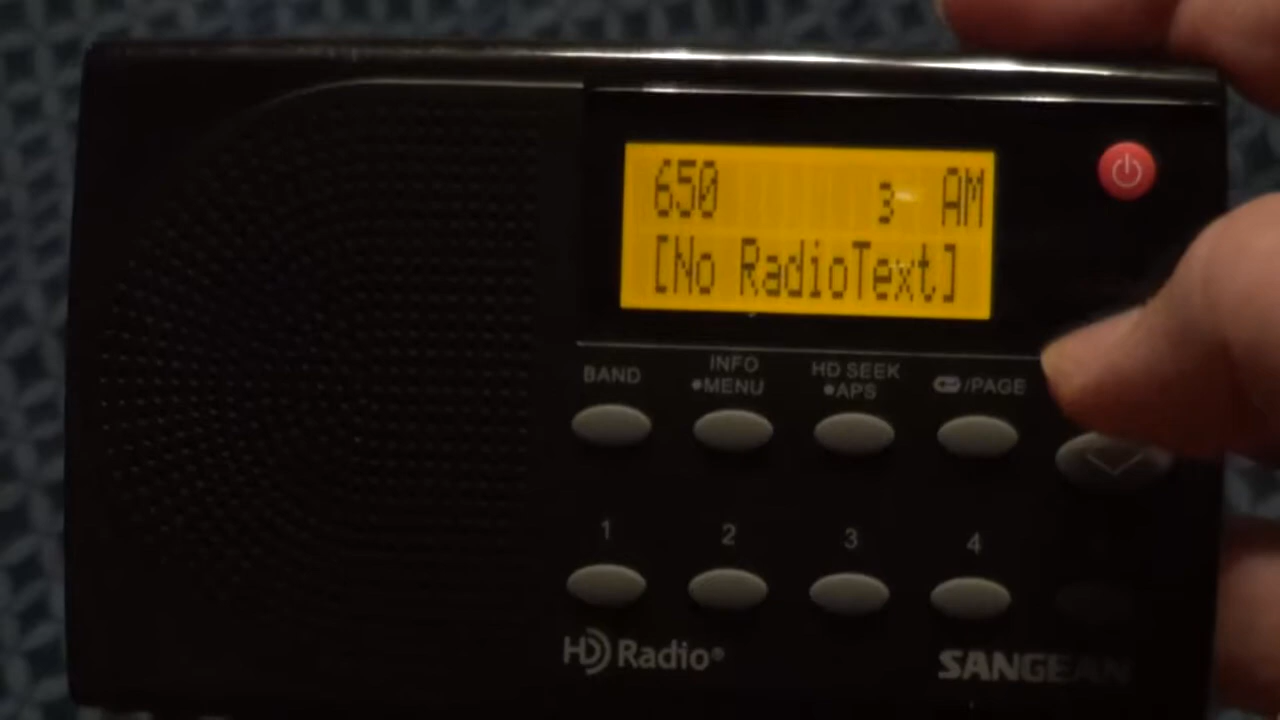 650 3 AM
[No RadioText]
BAND
INFO
•MENU
HD SEEK
•APS
/PAGE
1 2 3 4
HD Radio®
SANGEAN